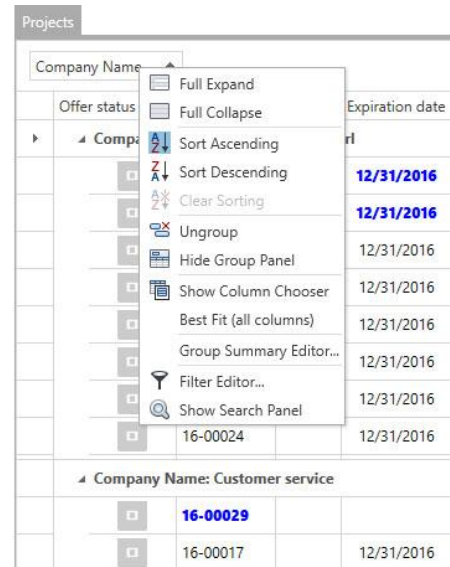 Projects
Company Name
Full Expand
Offer status
Full Collapse
Expiration date
Sort Ascending
Sort Descending
12/31/2016
Clear Sorting
12/31/2016
Ungroup
12/31/2016
Hide Group Panel
Show Column Chooser
12/31/2016
Best Fit (all columns)
12/31/2016
Group Summary Editor...
12/31/2016
Filter Editor...
12/31/2016
Show Search Panel
16-00024 12/31/2016
Company Name: Customer service
16-00029
16-00017 12/31/2016